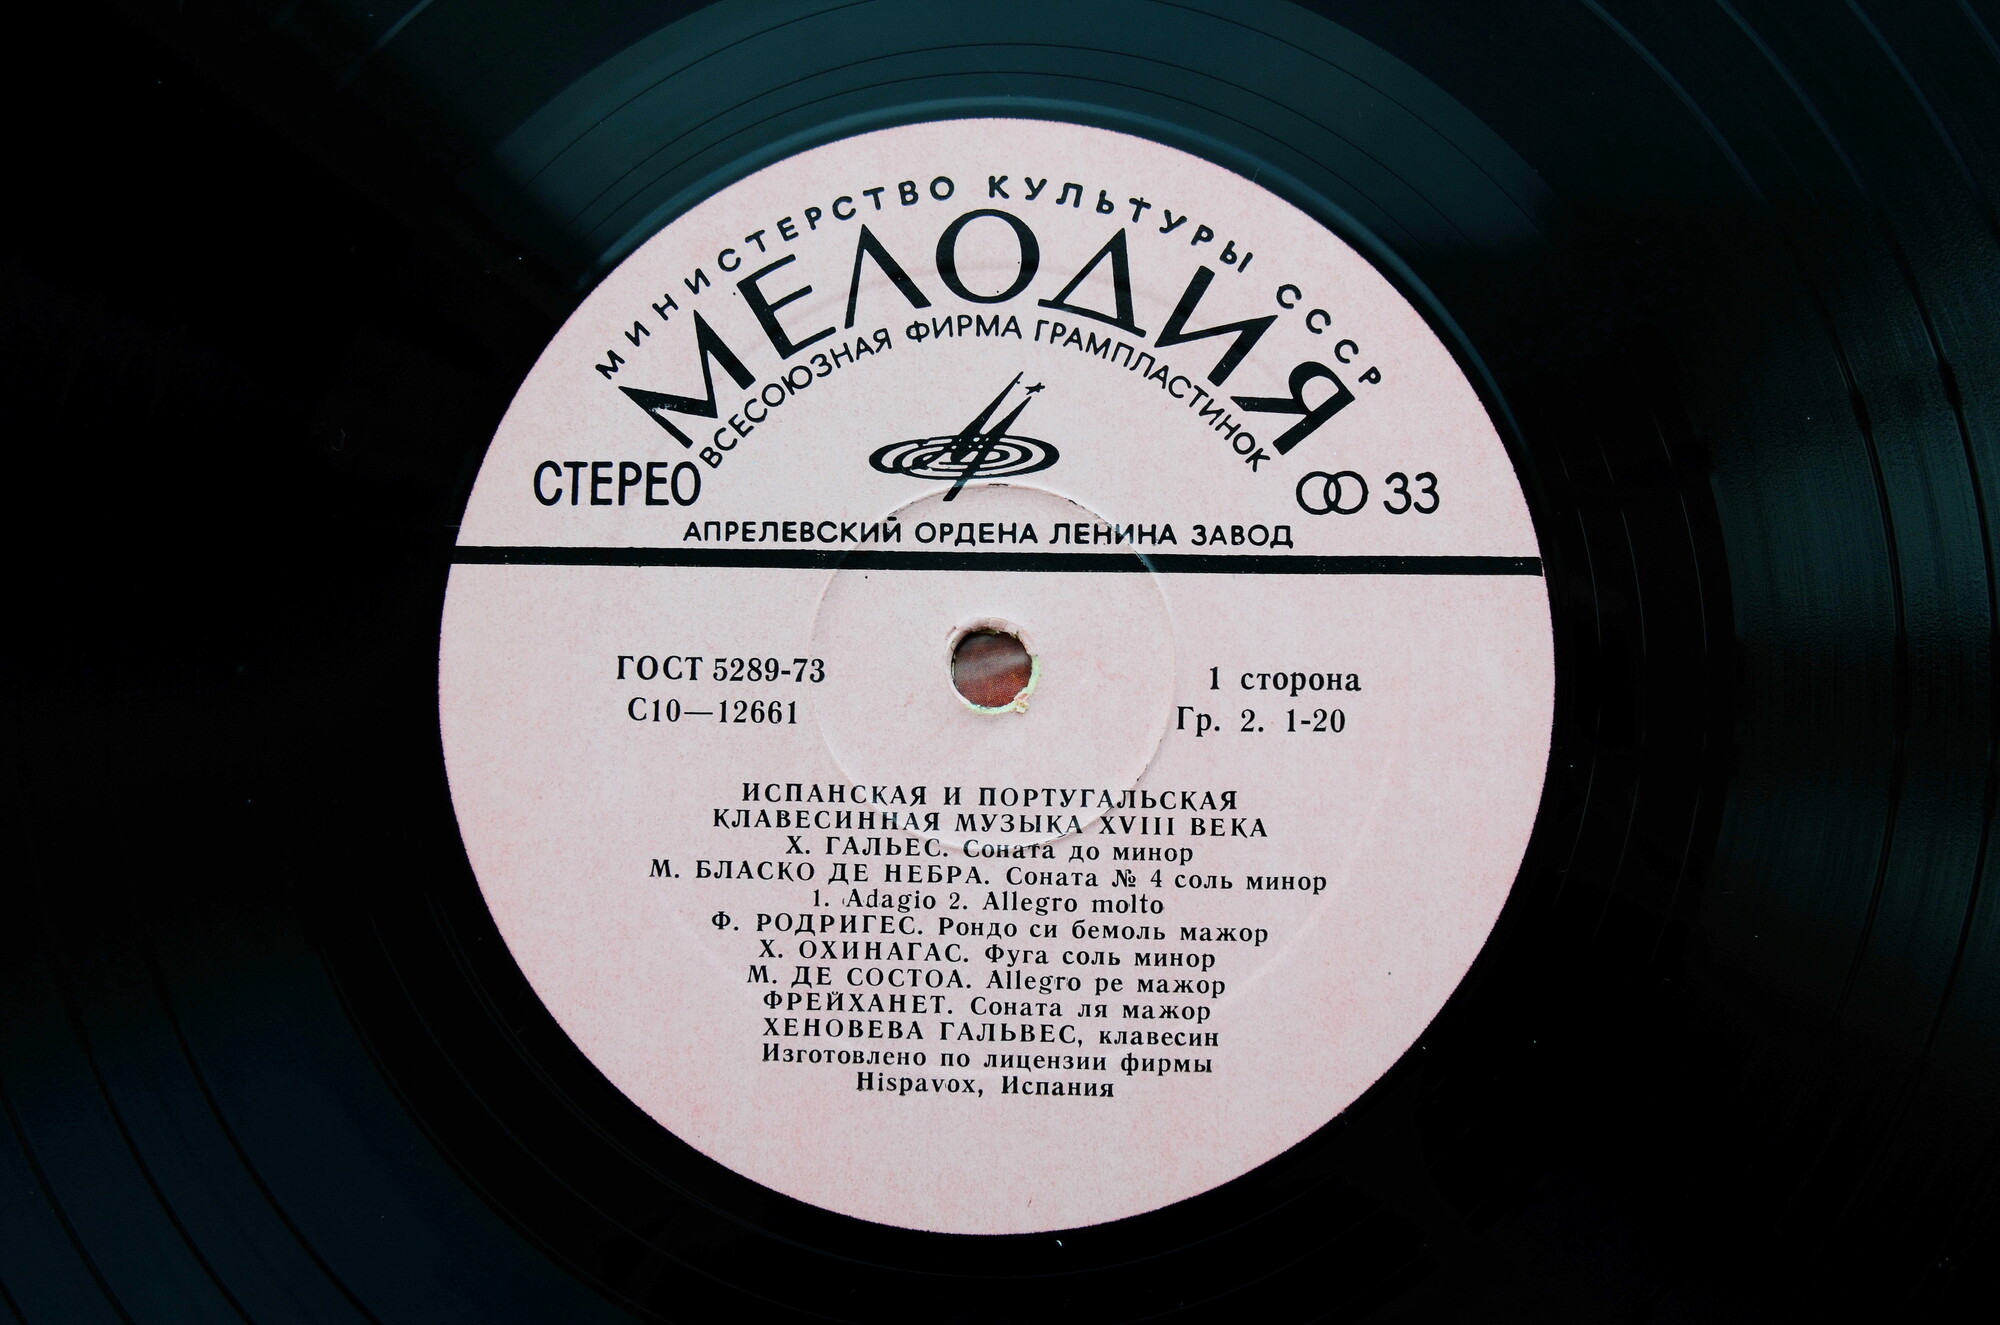 МИНИСТЕРСТВО КУЛЬТУРЫ СССР
МЕЛОДИЯ
ВСЕСОЮЗНАЯ ФИРМА ГРАМПЛАСТИНОК
СТЕРЕО
33
АПРЕЛЕВСКИЙ ОРДЕНА ЛЕНИНА ЗАВОД
ГОСТ 5289-73
С10—12661
1 сторона
Гр. 2. 1-20
ИСПАНСКАЯ И ПОРТУГАЛЬСКАЯ
КЛАВЕСИННАЯ МУЗЫКА XVIII ВЕКА
Х. ГАЛЬЕС. Соната до минор
М. БЛАСКО ДЕ НЕБРА. Соната № 4 соль минор
1. Adagio 2. Allegro molto
Ф. РОДРИГЕС. Рондо си бемоль мажор
Х. ОХИНАГАС. Фуга соль минор
М. ДЕ СОСТОА. Allegro ре мажор
ФРЕЙХАНЕТ. Соната ля мажор
ХЕНОВЕВА ГАЛЬВЕС, клавесин
Изготовлено по лицензии фирмы
Hispavox, Испания